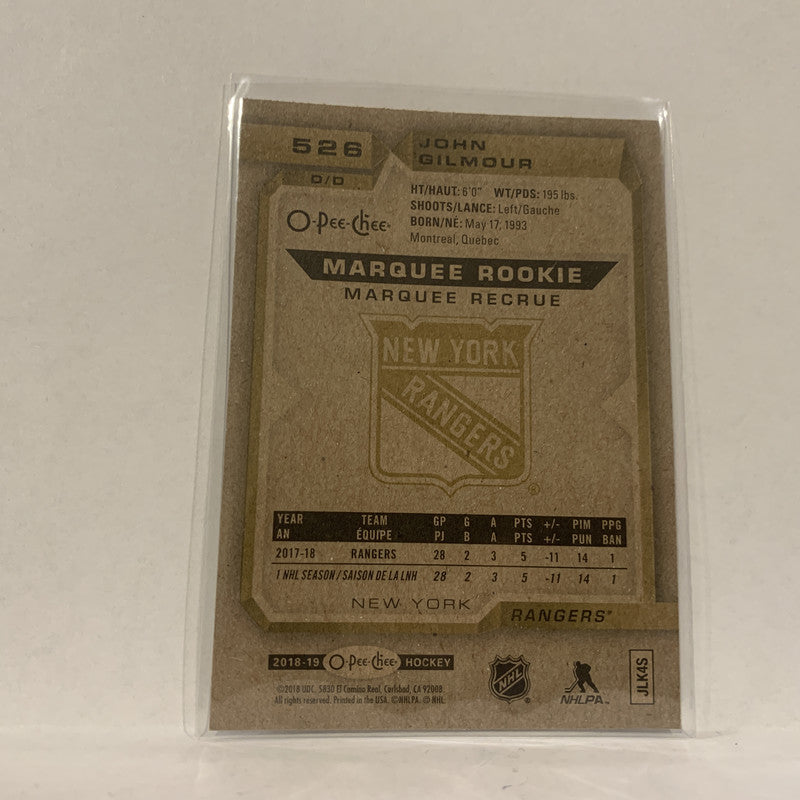 526
JOHN
GILMOUR
D/D
HT/HAUT: 6'0" WT/PDS: 195 lbs.
SHOOTS/LANCE: Left/Gauche
BORN/NÉ: May 17, 1993
Montreal, Quebec
O-Pee-Chee®
MARQUEE ROOKIE
MARQUEE RECRUE
NEW YORK
RANGERS
®
YEAR TEAM GP G A PTS +/- PIM PPG
AN ÉQUIPE PJ B A PTS +/- PUN BAN
2017-18 RANGERS 28 2 3 5 -11 14 1
1 NHL SEASON / SAISON DE LA LNH 28 2 3 5 -11 14 1
NEW YORK
RANGERS
2018-19 O-Pee-Chee HOCKEY
©2018 UDC. 5830 El Camino Real, Carlsbad, CA 92008
All rights reserved. Printed in the USA. ©NHLPA. © NHL.
NHL
NHLPA
JLK4S